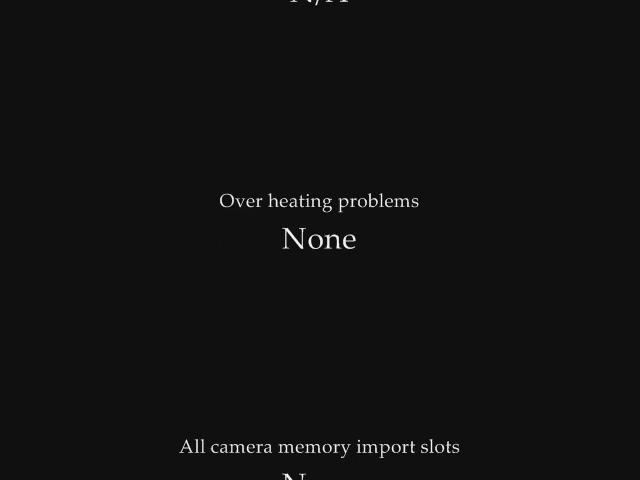 N/A
Over heating problems
None
All camera memory import slots